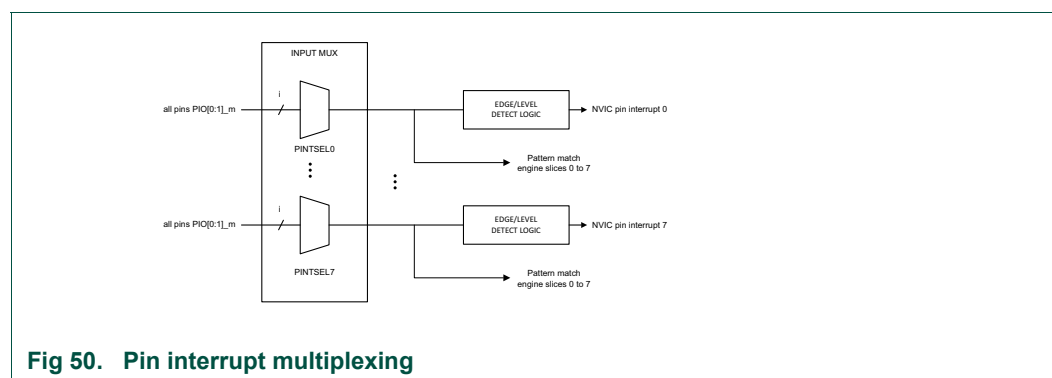 INPUT MUX
i
all pins PIO[0:1]_m
EDGE/LEVEL
DETECT LOGIC
NVIC pin interrupt 0
PINTSEL0
Pattern match
engine slices 0 to 7
i
all pins PIO[0:1]_m
EDGE/LEVEL
DETECT LOGIC
NVIC pin interrupt 7
PINTSEL7
Pattern match
engine slices 0 to 7
Fig 50. Pin interrupt multiplexing